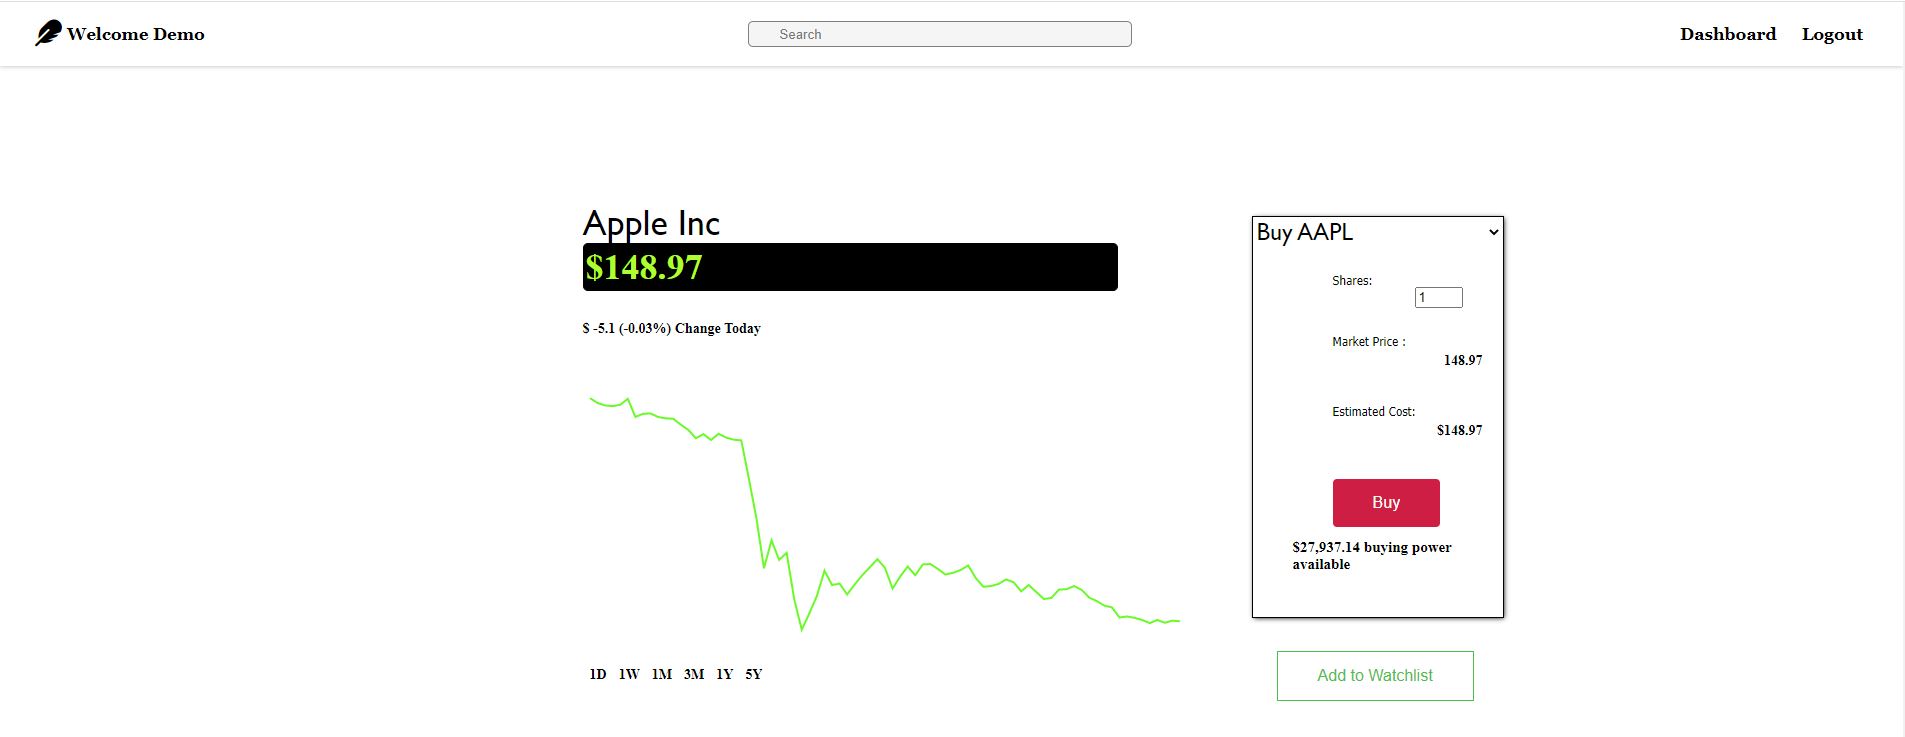 Welcome Demo
Search
Dashboard
Logout
Apple Inc
$148.97
$ -5.1 (-0.03%) Change Today
1D 1W 1M 3M 1Y 5Y
Buy AAPL
Shares:
1
Market Price :
148.97
Estimated Cost:
$148.97
Buy
$27,937.14 buying power
available
Add to Watchlist